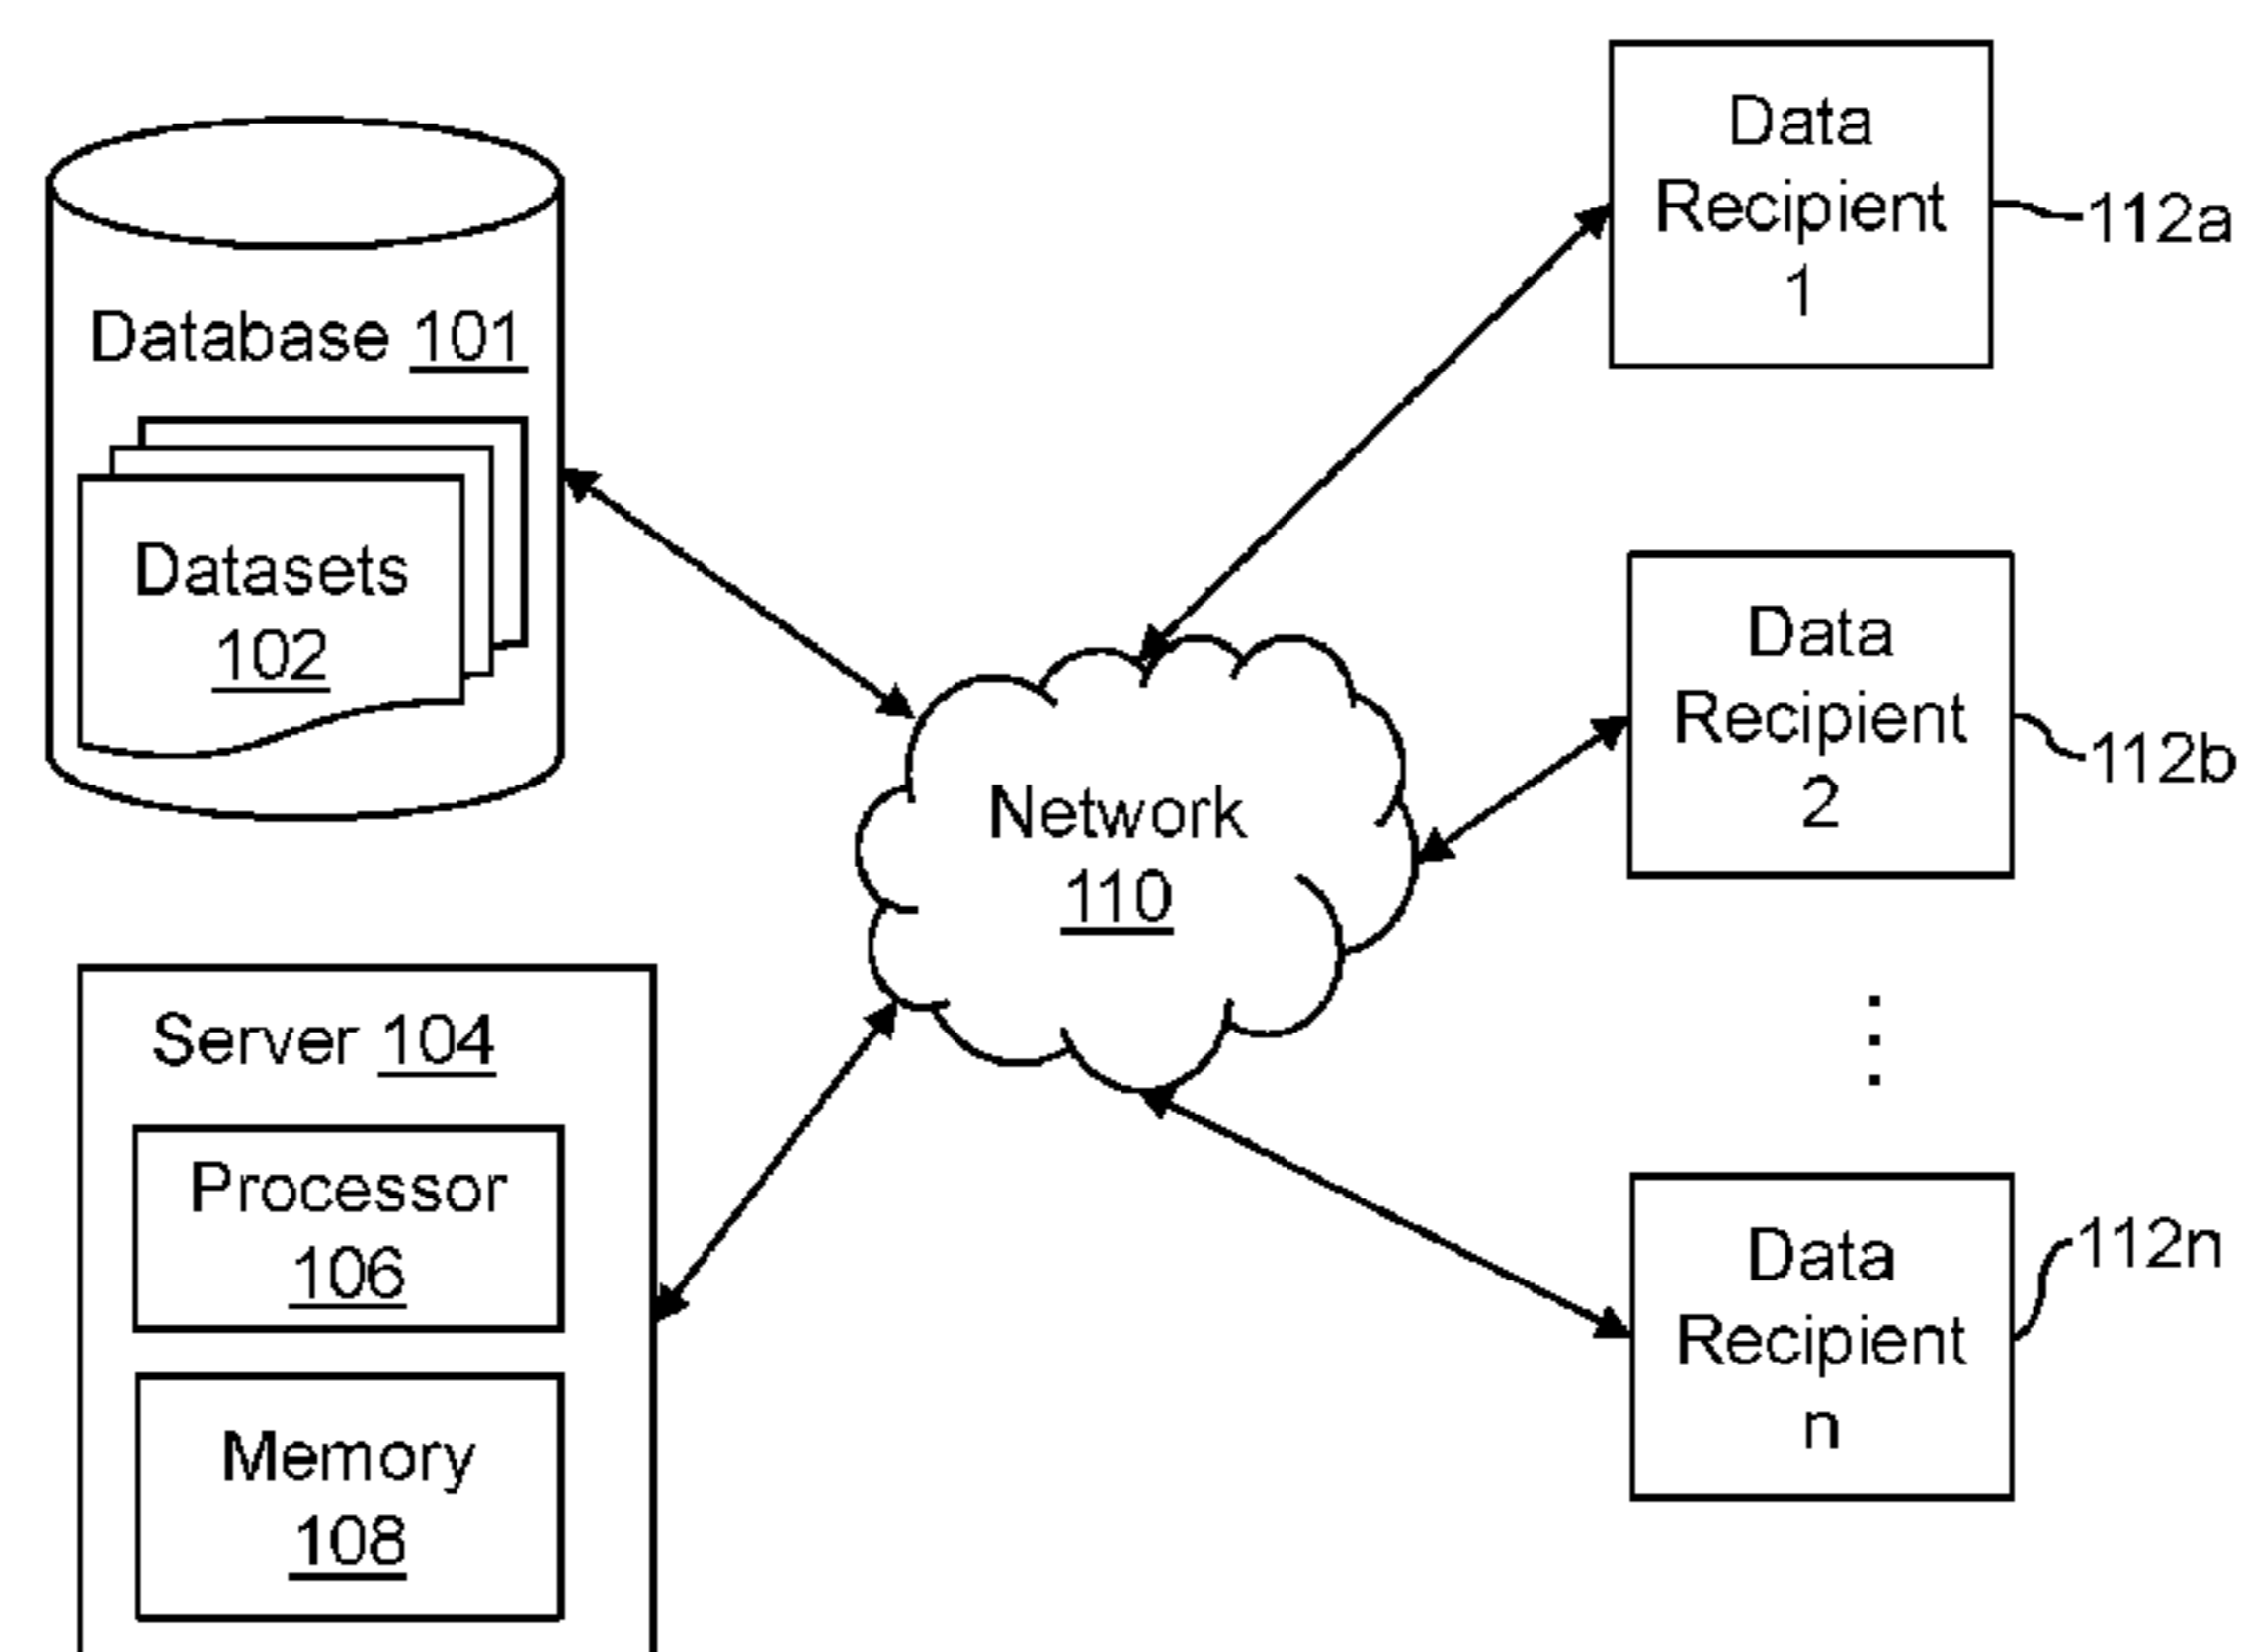 Database 101
Datasets
102
Server 104
Processor
106
Memory
108
Network
110
Data
Recipient
1
112a
Data
Recipient
2
112b
Data
Recipient
n
112n